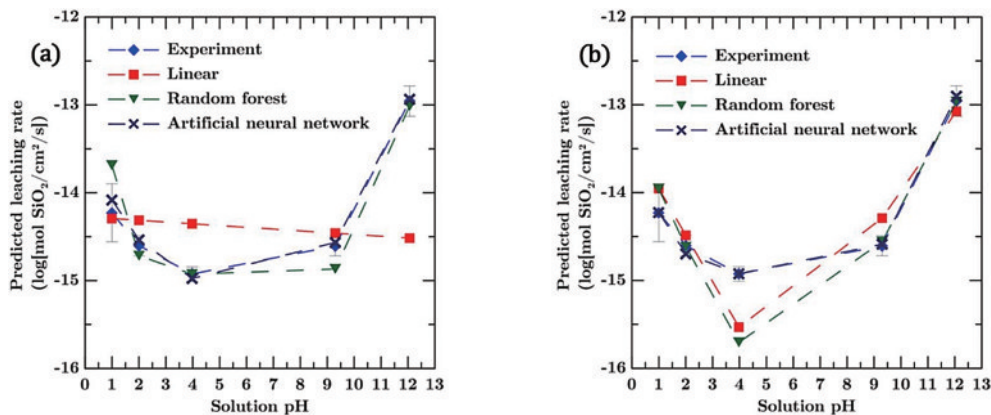 (a)
Experiment
Linear
Random forest
Artificial neural network
Predicted leaching rate
(log[mol SiO₂/cm²/s])
-12
-13
-14
-15
-16
0 1 2 3 4 5 6 7 8 9 10 11 12 13
Solution pH
(b)
Experiment
Linear
Random forest
Artificial neural network
Predicted leaching rate
(log[mol SiO₂/cm²/s])
-12
-13
-14
-15
-16
0 1 2 3 4 5 6 7 8 9 10 11 12 13
Solution pH